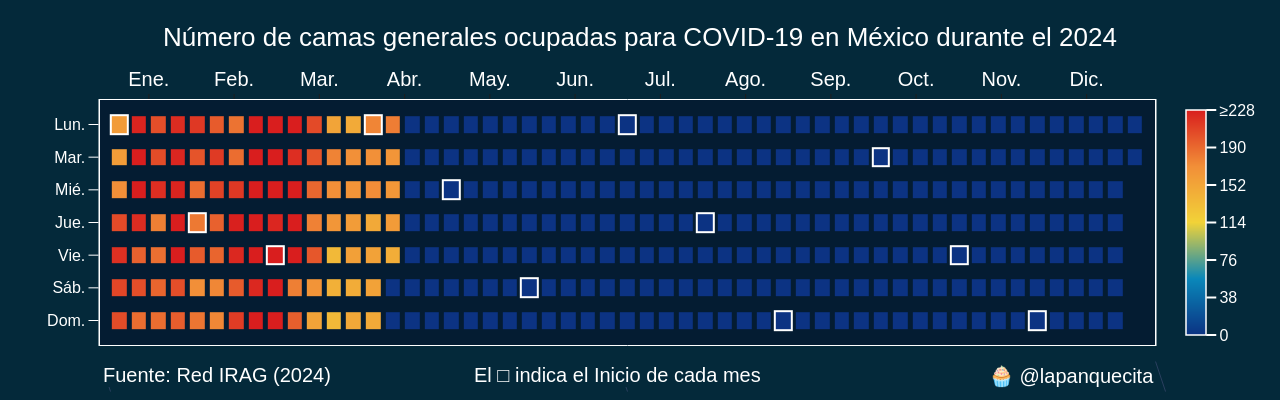 Número de camas generales ocupadas para COVID-19 en México durante el 2024
Ene. Feb. Mar. Abr. May. Jun. Jul. Ago. Sep. Oct. Nov. Dic.
Lun.
Mar.
Mié.
Jue.
Vie.
Sáb.
Dom.
≥228
190
152
114
76
38
0
Fuente: Red IRAG (2024)
El □ indica el Inicio de cada mes
🧁 @lapanquecita